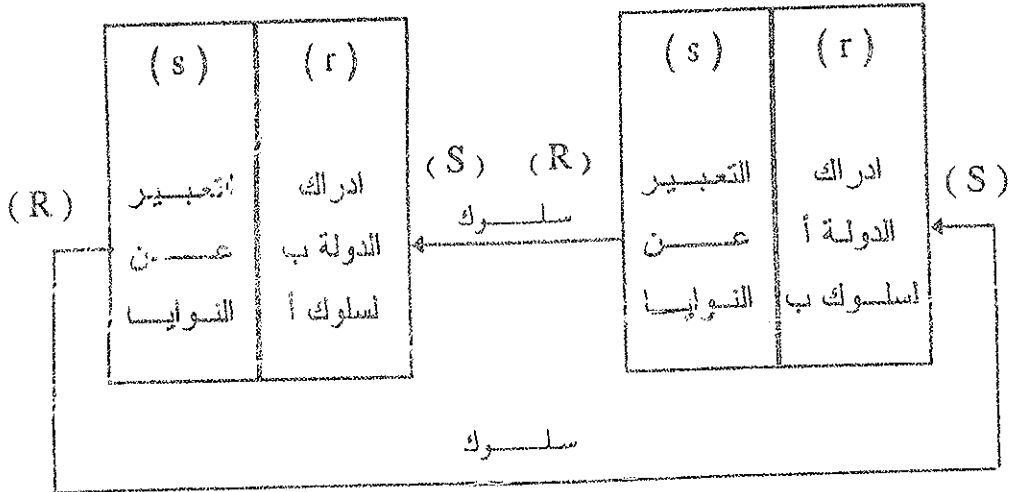 ( r )
( s )
ادراك
الدولة أ
لسلوك ب
التعبير
عن
النوايا
( S )
( R )
( S )
سلوك
( r )
( s )
ادراك
الدولة ب
لسلوك أ
التعبير
عن
النوايا
( R )
سلوك